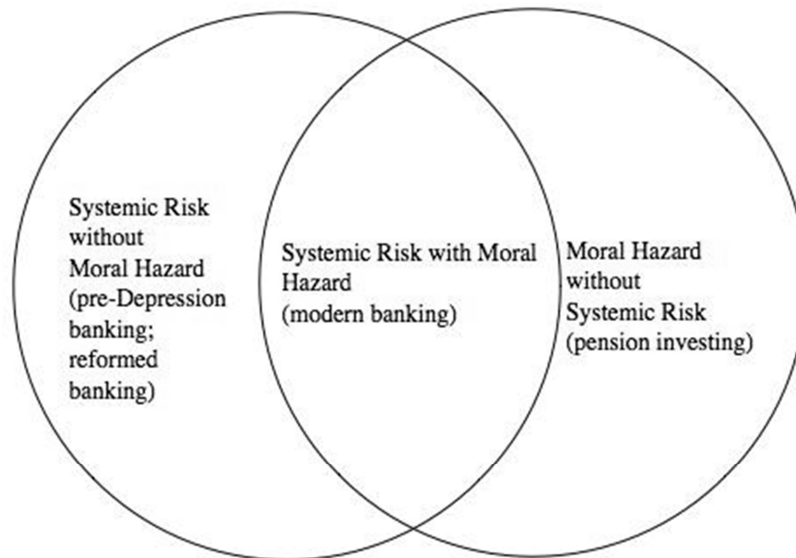 Systemic Risk
without
Moral Hazard
(pre-Depression
banking;
reformed
banking)
Systemic Risk with Moral
Hazard
(modern banking)
Moral Hazard
without
Systemic Risk
(pension investing)